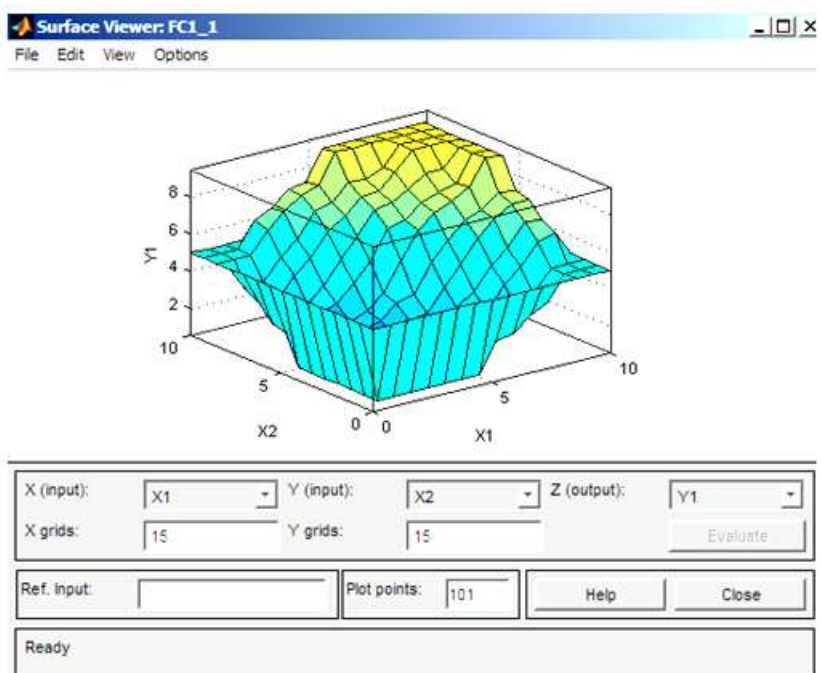 Surface Viewer: FC1_1
File Edit View Options
8
6
4
2
Y1
10
5
0
X2
0
5
10
X1
X (input): X1 Y (input): X2 Z (output): Y1
X grids: 15 Y grids: 15 Evaluate
Ref. Input: Plot points: 101 Help Close
Ready